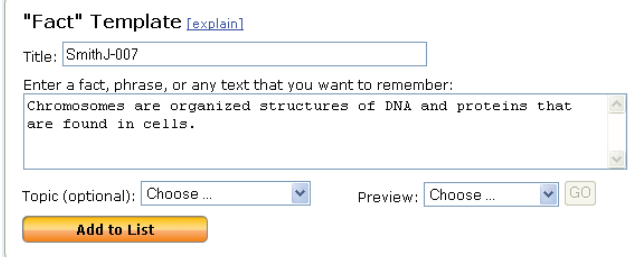 "Fact" Template [explain]
Title: SmithJ-007
Enter a fact, phrase, or any text that you want to remember:
Chromosomes are organized structures of DNA and proteins that
are found in cells.
Topic (optional): Choose ... Preview: Choose ... GO
Add to List